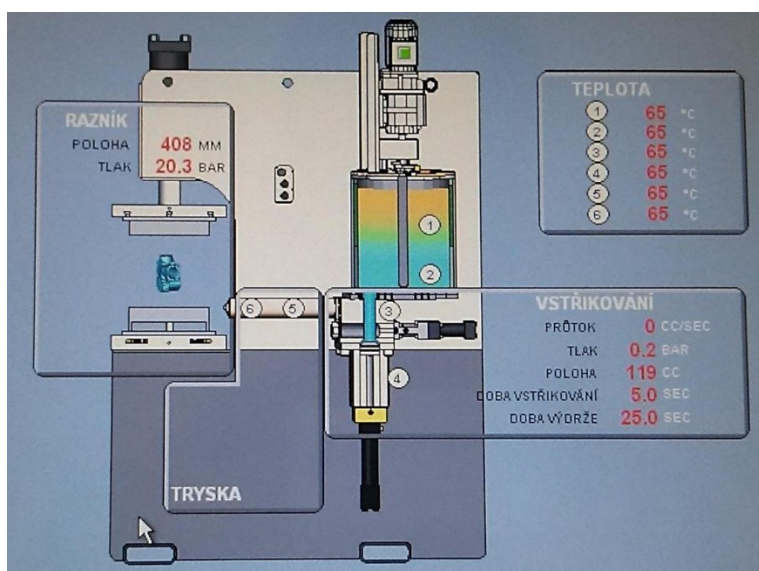 RAZNÍK
POLOHA 408 MM
TLAK 20.3 BAR
TEPLOTA
1 65 °C
2 65 °C
3 65 °C
4 65 °C
5 65 °C
6 65 °C
1
2
3
4
5
6
VSTŘIKOVÁNÍ
PRŮTOK 0 CC/SEC
TLAK 0.2 BAR
POLOHA 119 CC
DOBA VSTŘIKOVÁNÍ 5.0 SEC
DOBA VÝDRŽE 25.0 SEC
TRYSKA